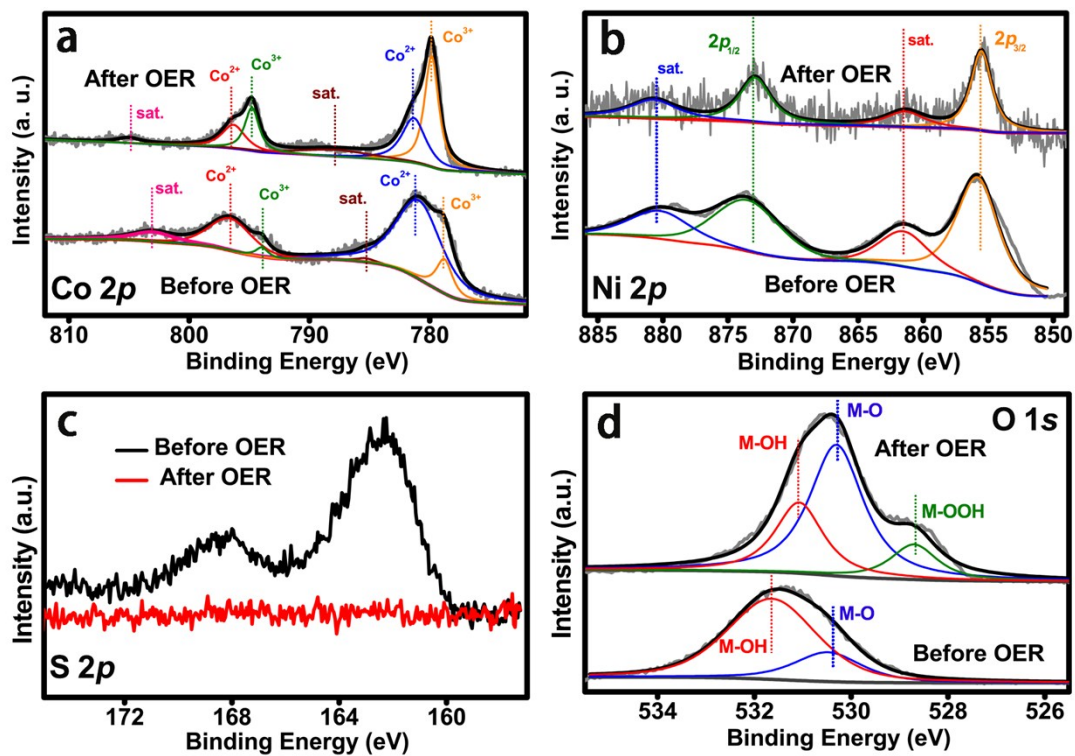 a
After OER
sat.
Co2+
Co3+
sat.
Co2+
Co3+
sat.
Co2+
Co3+
sat.
Co2+
Co3+
Before OER
Co 2p
Intensity (a. u.)
810 800 790 780
Binding Energy (eV)
b
sat.
2p1/2
sat.
2p3/2
After OER
Before OER
Ni 2p
Intensity (a. u.)
885 880 875 870 865 860 855 850
Binding Energy (eV)
c
Before OER
After OER
S 2p
Intensity (a.u.)
172 168 164 160
Binding Energy (eV)
d
M-O
O 1s
M-OH
After OER
M-OOH
M-O
M-OH
Before OER
Intensity (a.u.)
534 532 530 528 526
Binding Energy (eV)